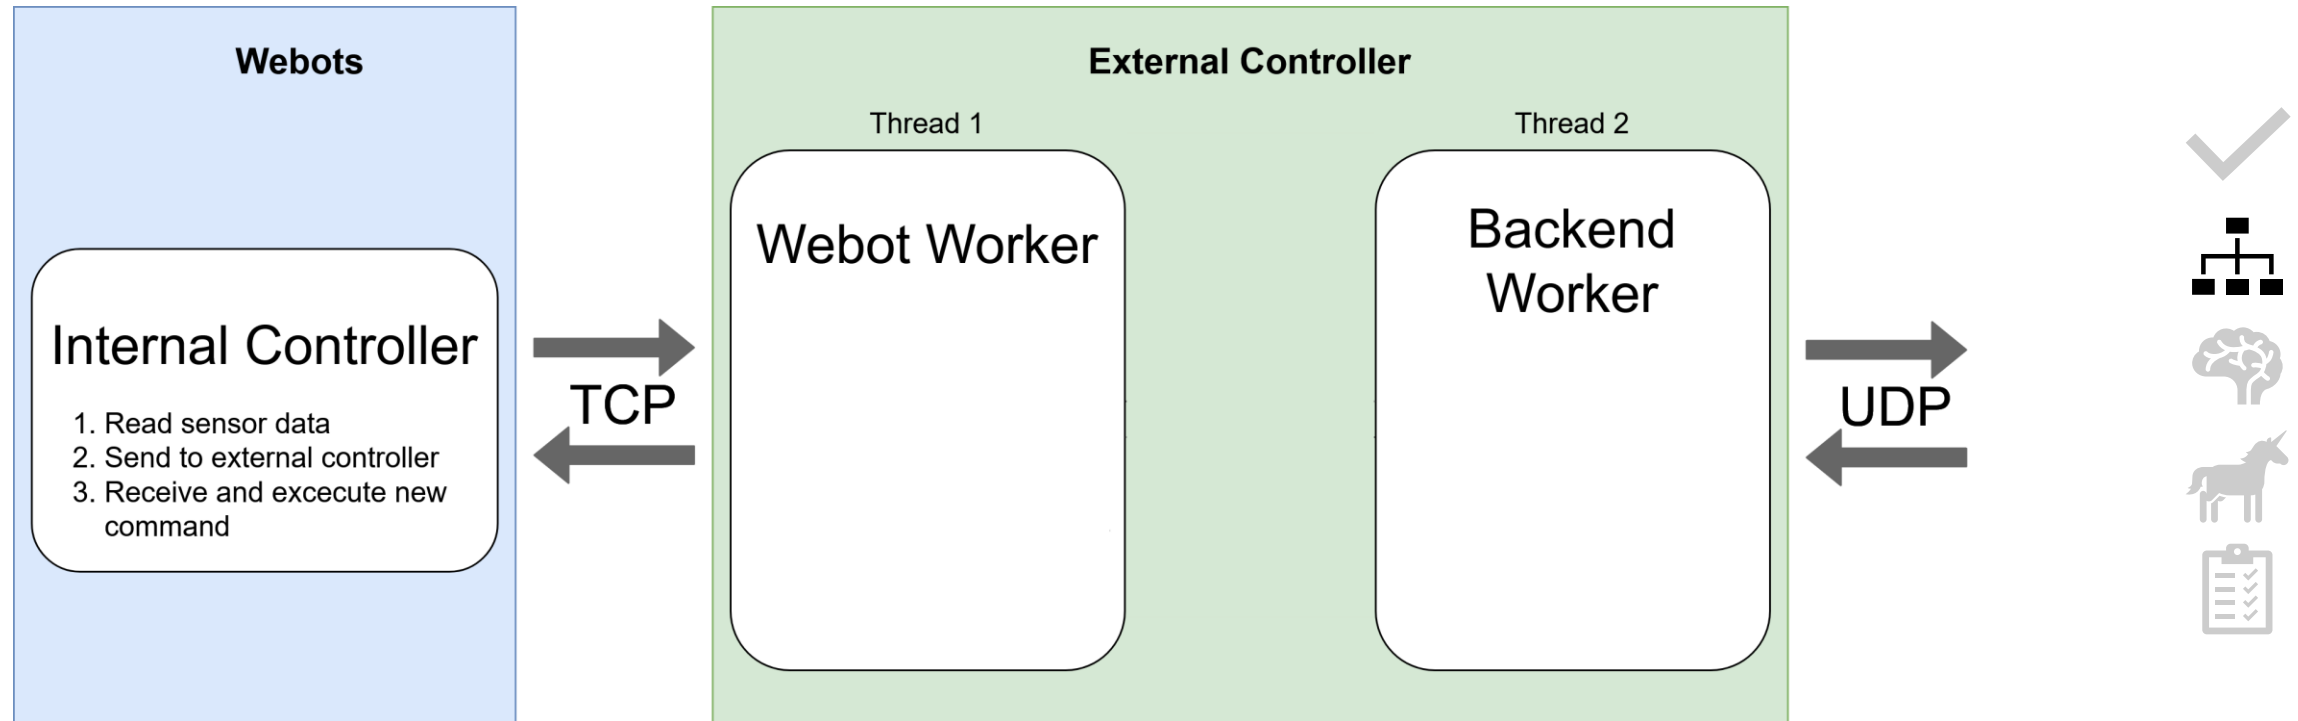 Webots
Internal Controller
1. Read sensor data
2. Send to external controller
3. Receive and excecute new
command
TCP
External Controller
Thread 1
Webot Worker
Thread 2
Backend
Worker
UDP